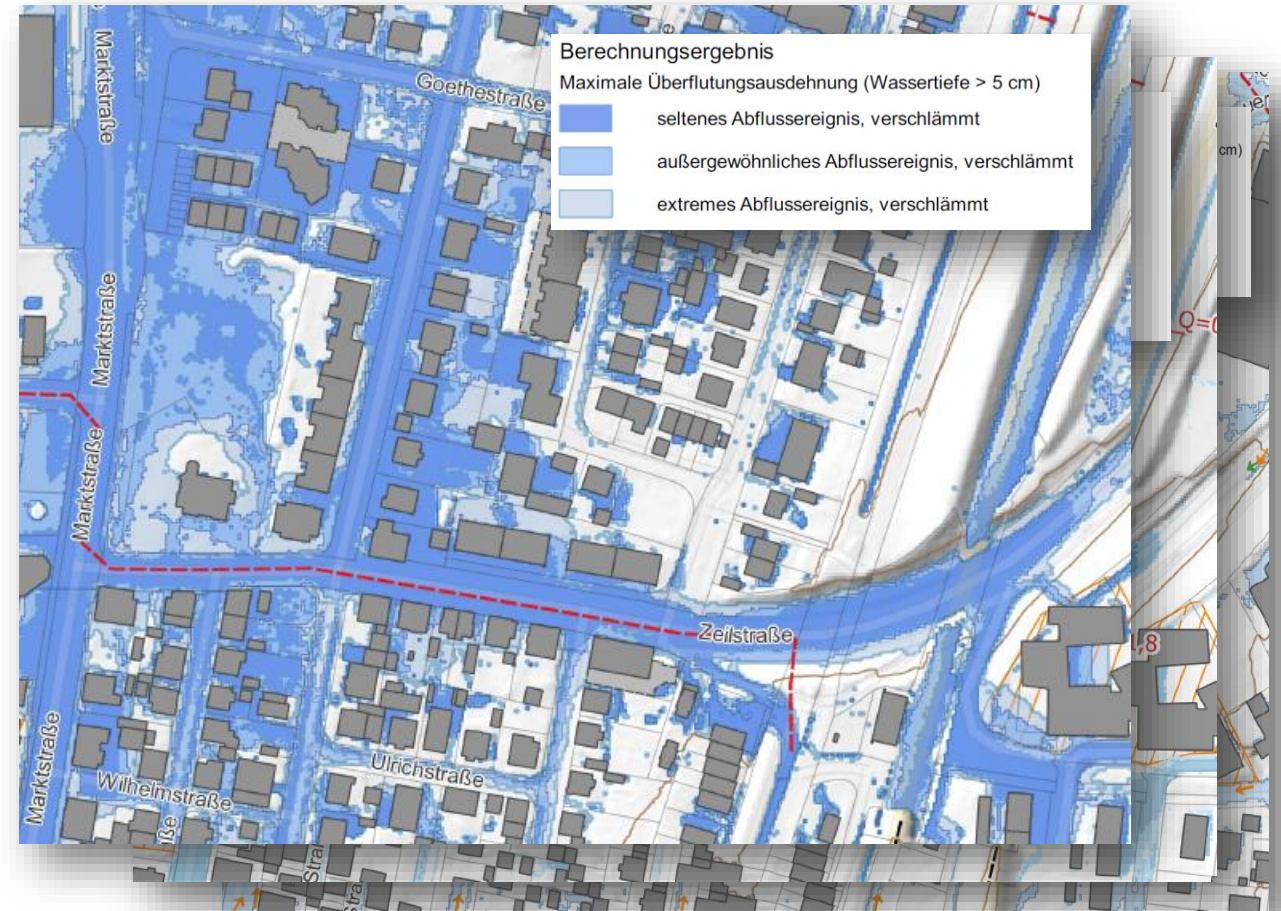 Berechnungsergebnis
Maximale Überflutungsausdehnung (Wassertiefe > 5 cm)
seltenes Abflussereignis, verschlämmt
außergewöhnliches Abflussereignis, verschlämmt
extremes Abflussereignis, verschlämmt
Marktstraße
Goethestraße
cm)
Marktstraße
Marktstraße
Zeilstraße
,8
Marktstraße
Ulrichstraße
Wilhelmstraße